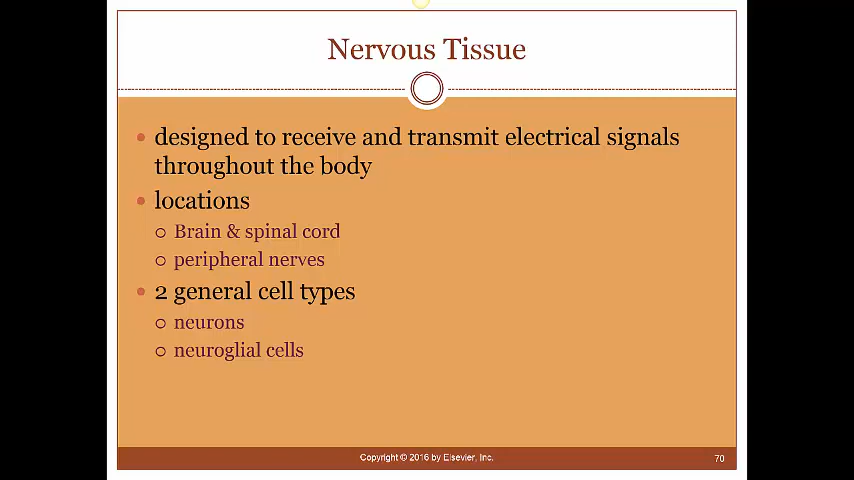 Nervous Tissue
designed to receive and transmit electrical signals
throughout the body
locations
Brain & spinal cord
peripheral nerves
2 general cell types
neurons
neuroglial cells
Copyright © 2016 by Elsevier, Inc.
70